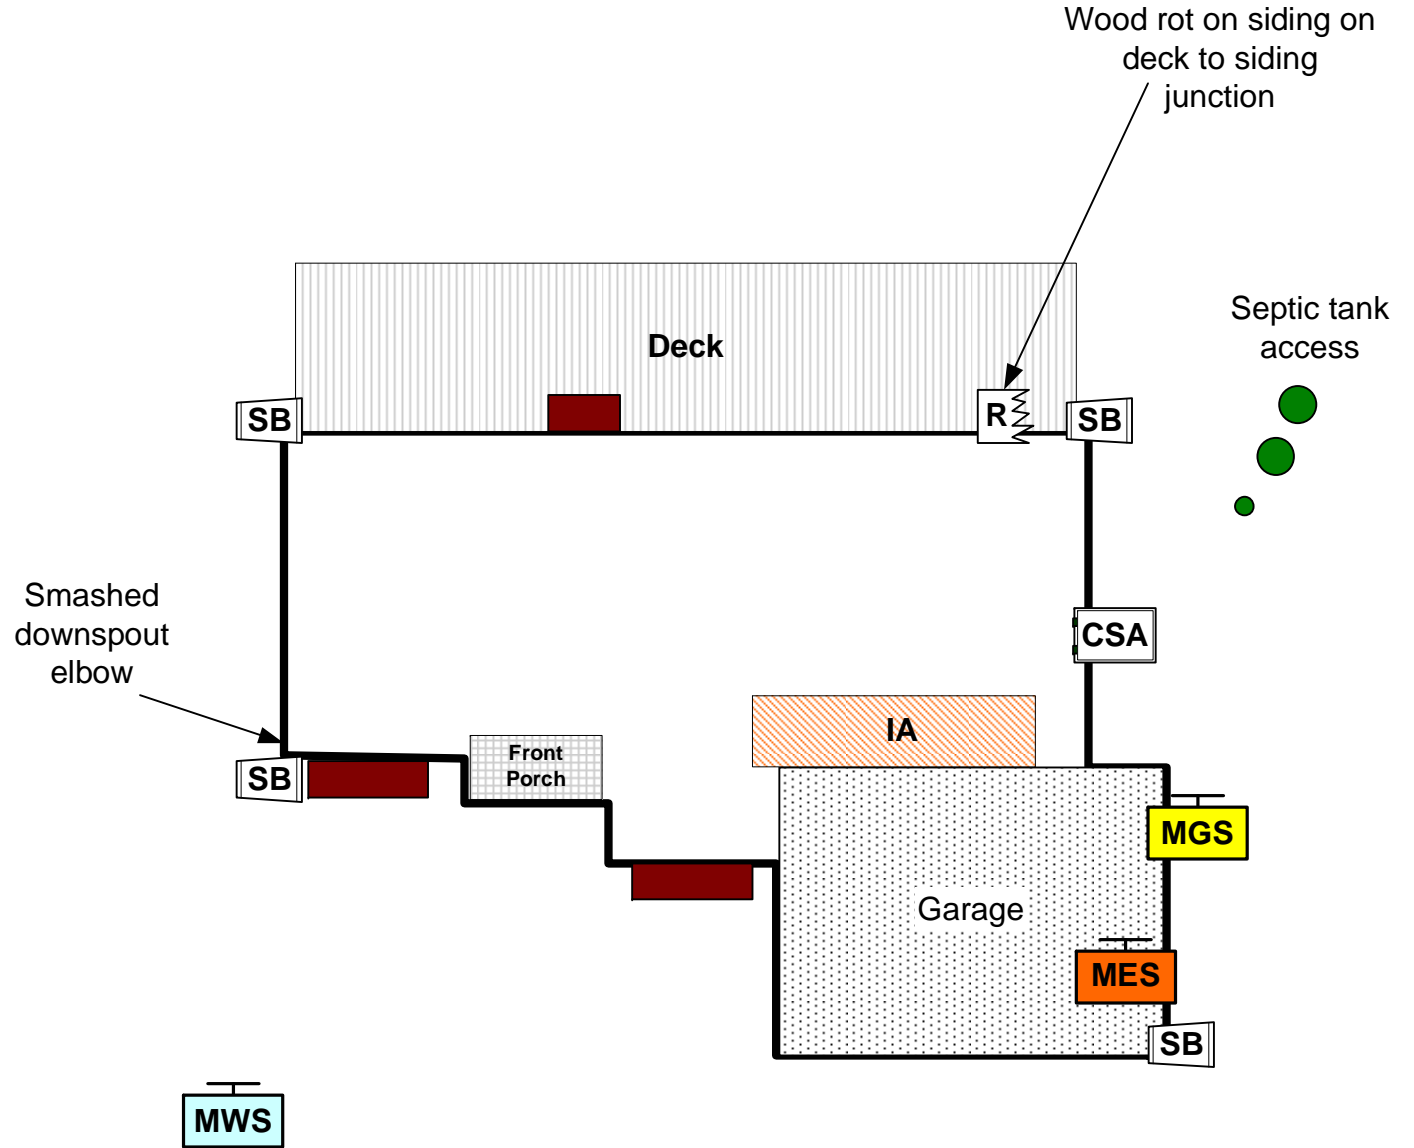 Wood rot on siding on
deck to siding
junction
Septic tank
access
Deck
SB
R
SB
Smashed
downspout
elbow
CSA
IA
Front
Porch
SB
MGS
Garage
MES
SB
MWS